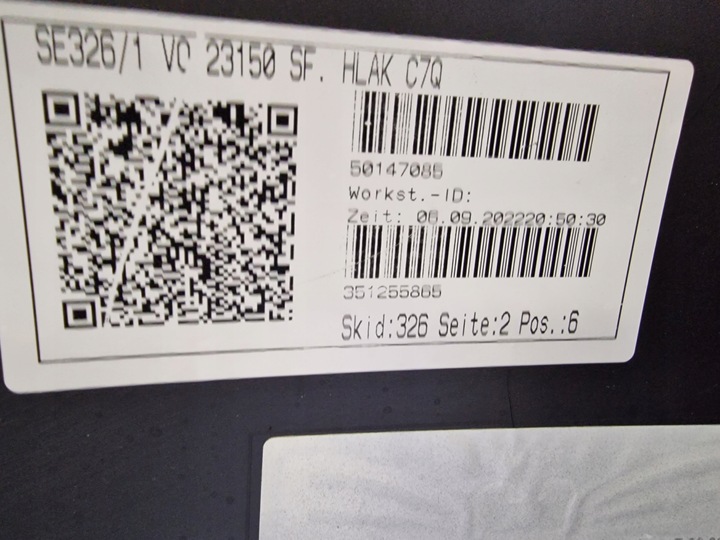 SE326/1 VC 23150 SF. HLAK C7Q
50147085
Workst.-ID:
Zeit: 06.09.202220:50:30
351255865
Skid:326 Seite:2 Pos.:6